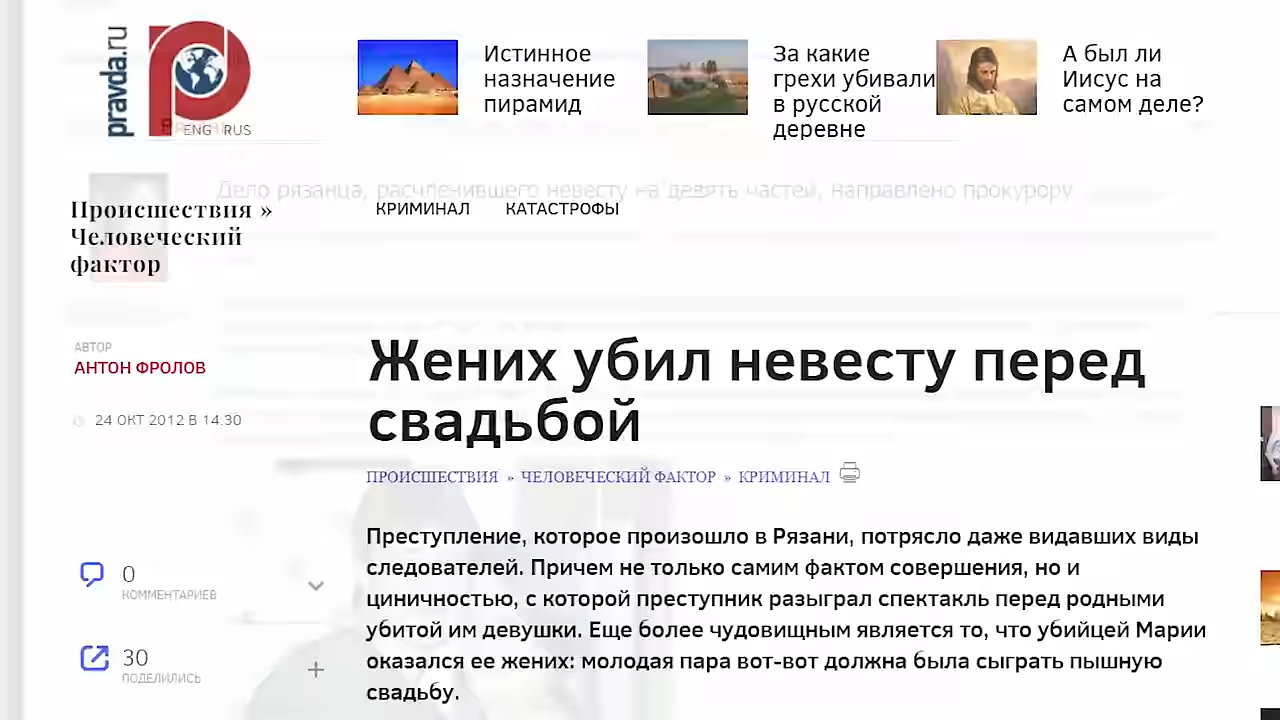 pravda.ru
ENG RUS
Истинное
назначение
пирамид
За какие
грехи убивали
в русской
деревне
А был ли
Иисус на
самом деле?
Дело рязанца, расчленившего невесту на девять частей, направлено прокурору
Происшествия »
Человеческий
фактор
КРИМИНАЛ КАТАСТРОФЫ
АВТОР
АНТОН ФРОЛОВ
24 ОКТ 2012 В 14:30
Жених убил невесту перед
свадьбой
ПРОИСШЕСТВИЯ » ЧЕЛОВЕЧЕСКИЙ ФАКТОР » КРИМИНАЛ
Преступление, которое произошло в Рязани, потрясло даже видавших виды
следователей. Причем не только самим фактом совершения, но и
циничностью, с которой преступник разыграл спектакль перед родными
убитой им девушки. Еще более чудовищным является то, что убийцей Марии
оказался ее жених: молодая пара вот-вот должна была сыграть пышную
свадьбу.
0
КОММЕНТАРИЕВ
30
ПОДЕЛИЛИСЬ